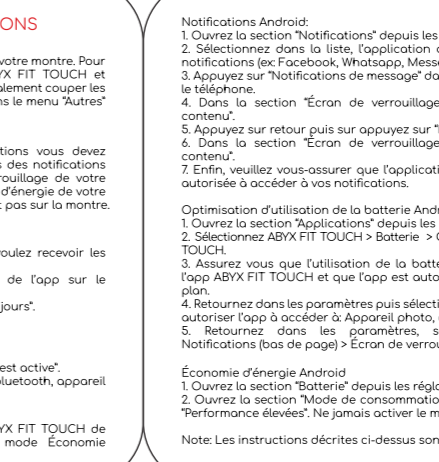 IONS
votre montre. Pour
YX FIT TOUCH et
alement couper les
ns le menu "Autres"
tions vous devez
s des notifications
rouillage de votre
d'énergie de votre
t pas sur la montre.
oulez recevoir les
de l'app sur le
jours".
est active".
luetooth, appareil
YX FIT TOUCH de
mode Économie
Notifications Android:
1. Ouvrez la section "Notifications" depuis les
2. Sélectionnez dans la liste, l'application
notifications (ex: Facebook, Whatsapp, Messe
3. Appuyez sur "Notifications de message" da
le téléphone.
4. Dans la section "Écran de verrouillage
contenu".
5. Appuyez sur retour puis sur appuyez sur "
6. Dans la section "Écran de verrouillage
contenu".
7. Enfin, veuillez vous-assurer que l'applicati
autorisée à accéder à vos notifications.
Optimisation d'utilisation de la batterie Andr
1. Ouvrez la section "Applications" depuis les
2. Sélectionnez ABYX FIT TOUCH > Batterie >
TOUCH.
3. Assurez vous que l'utilisation de la batte
l'app ABYX FIT TOUCH et que l'app est auto
plan.
4. Retournez dans les paramètres puis sélecti
autoriser l'app à accéder à: Appareil photo,
5. Retournez dans les paramètres, s
Notifications (bas de page) > Écran de verrou
Économie d'énergie Android
1. Ouvrez la section "Batterie" depuis les régla
2. Ouvrez la section "Mode de consommatio
"Performance élevées". Ne jamais activer le m
Note: Les instructions décrites ci-dessus son